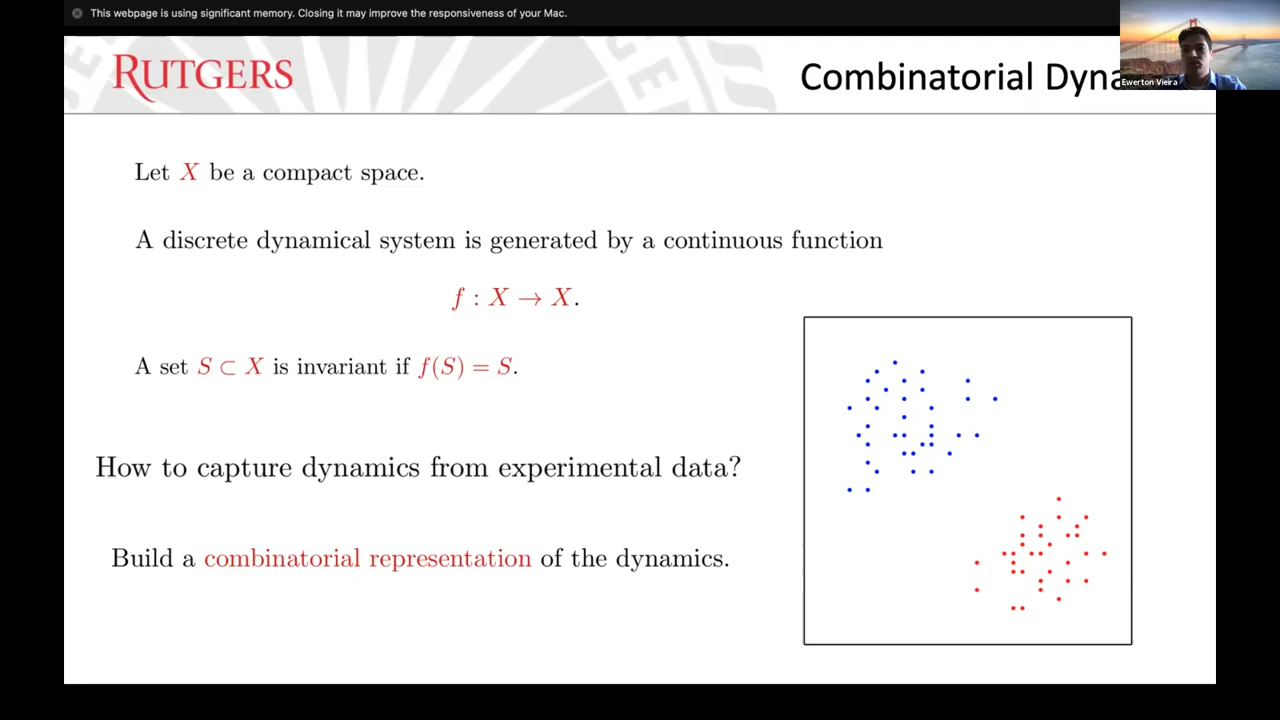 This webpage is using significant memory. Closing it may improve the responsiveness of your Mac.
RUTGERS
Combinatorial Dyna
Ewerton Vieira
Let X be a compact space.
A discrete dynamical system is generated by a continuous function
f : X → X.
A set S ⊂ X is invariant if f(S) = S.
How to capture dynamics from experimental data?
Build a combinatorial representation of the dynamics.